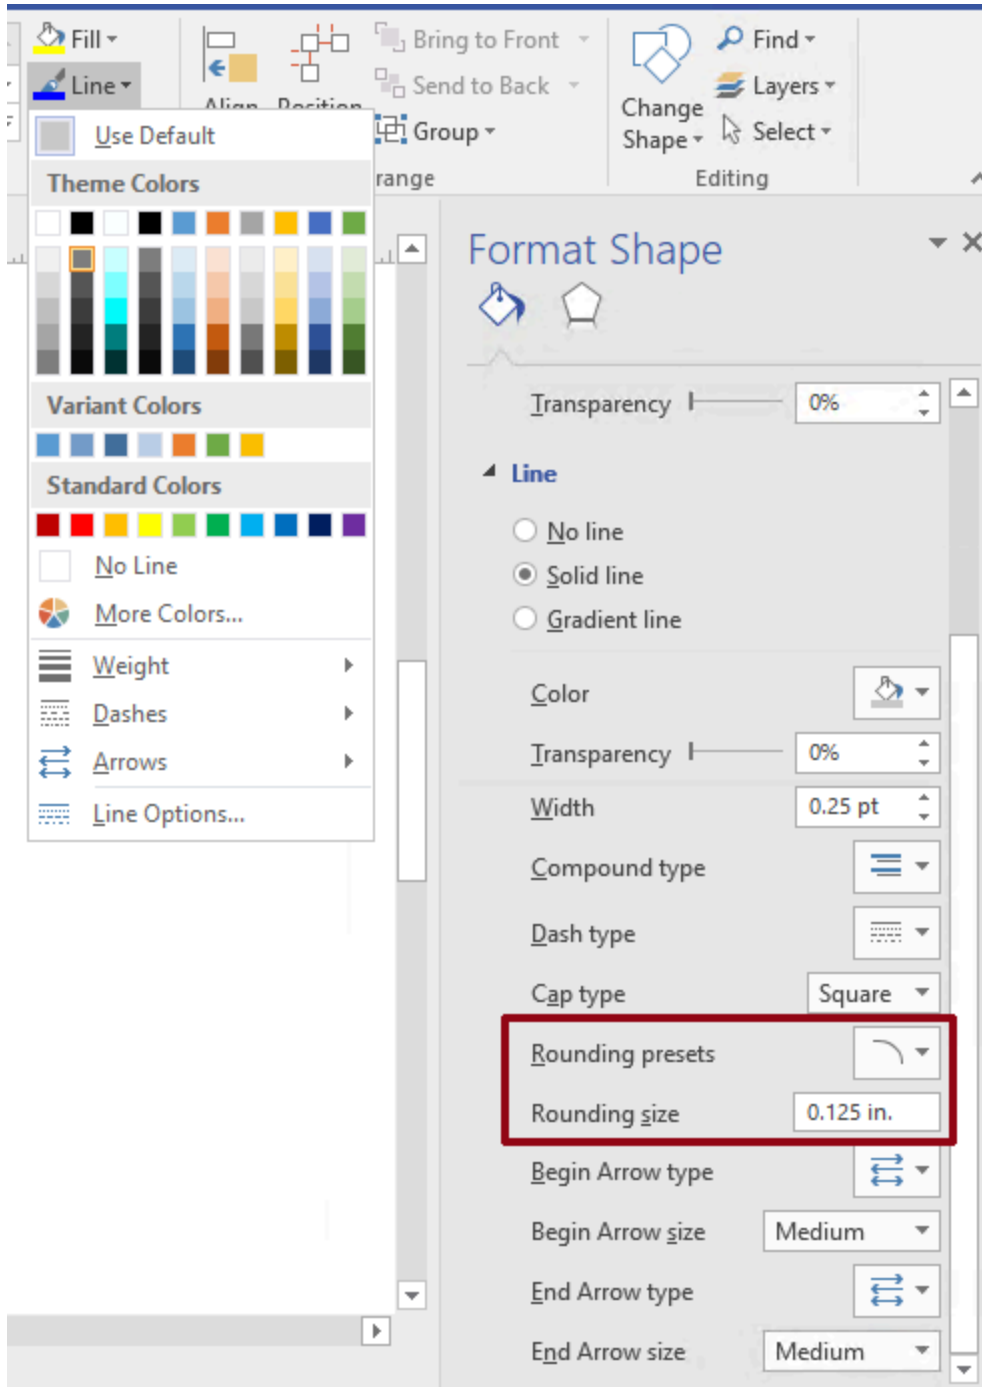 Fill
Line
Align
Position
Bring to Front
Send to Back
Group
range
Change
Shape
Find
Layers
Select
Editing
Use Default
Theme Colors
Variant Colors
Standard Colors
No Line
More Colors...
Weight
Dashes
Arrows
Line Options...
Format Shape
Transparency 0%
Line
No line
Solid line
Gradient line
Color
Transparency 0%
Width 0.25 pt
Compound type
Dash type
Cap type Square
Rounding presets
Rounding size 0.125 in.
Begin Arrow type
Begin Arrow size Medium
End Arrow type
End Arrow size Medium